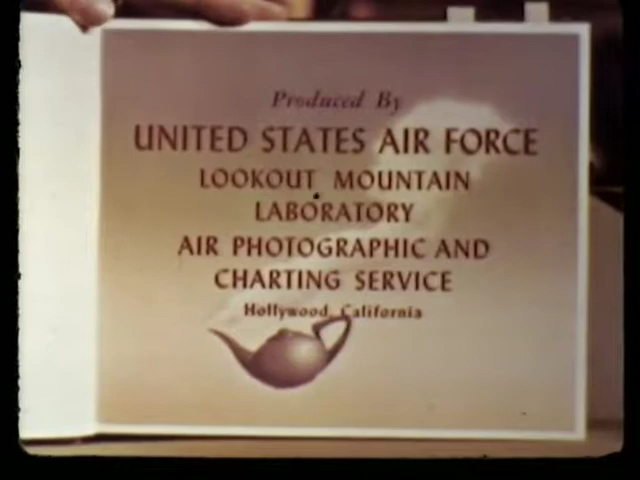 Produced By
UNITED STATES AIR FORCE
LOOKOUT MOUNTAIN
LABORATORY
AIR PHOTOGRAPHIC AND
CHARTING SERVICE
Hollywood, California